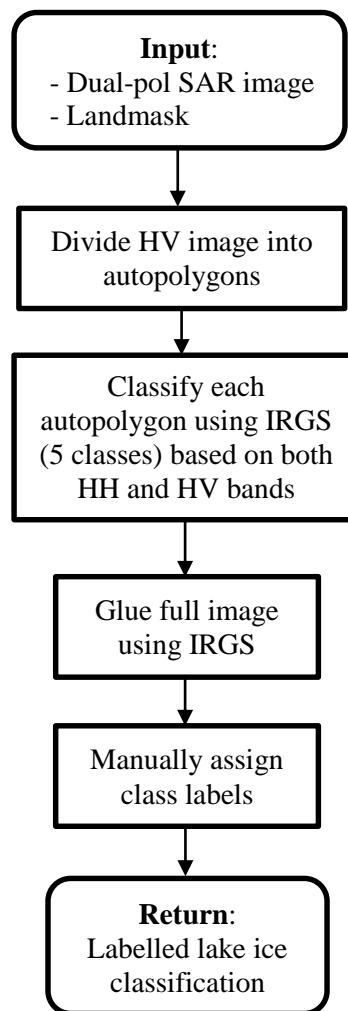 Input:
- Dual-pol SAR image
- Landmask
Divide HV image into
autopolygons
Classify each
autopolygon using IRGS
(5 classes) based on both
HH and HV bands
Glue full image
using IRGS
Manually assign
class labels
Return:
Labelled lake ice
classification